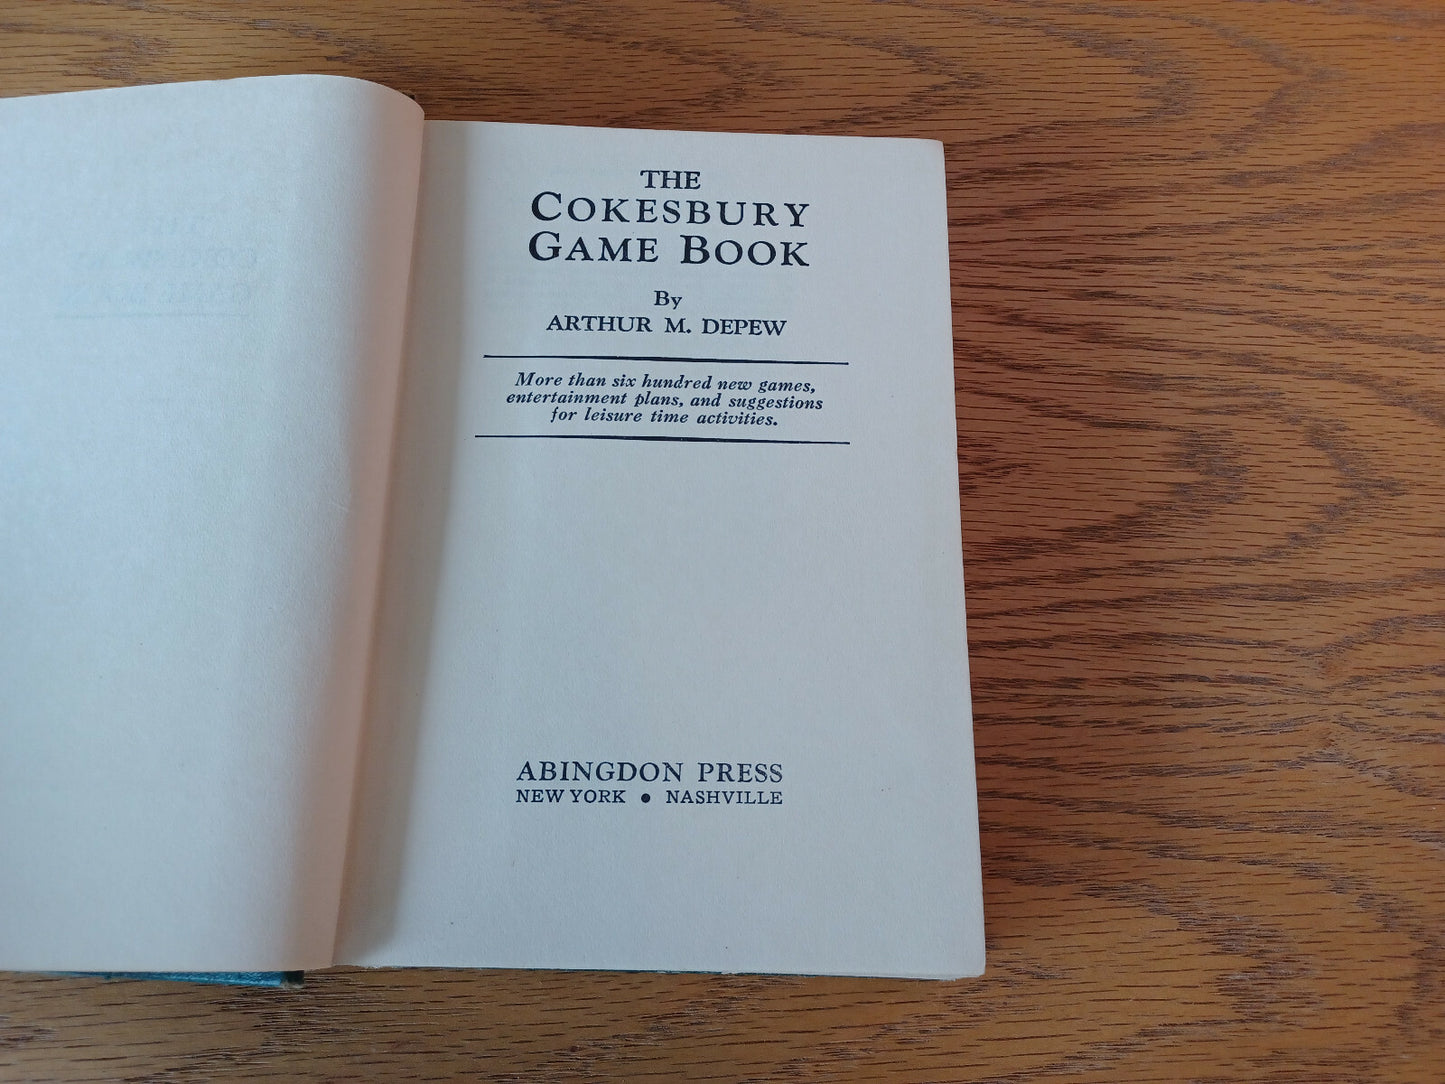 THE
COKESBURY
GAME BOOK
By
ARTHUR M. DEPEW
More than six hundred new games,
entertainment plans, and suggestions
for leisure time activities.
ABINGDON PRESS
NEW YORK ● NASHVILLE